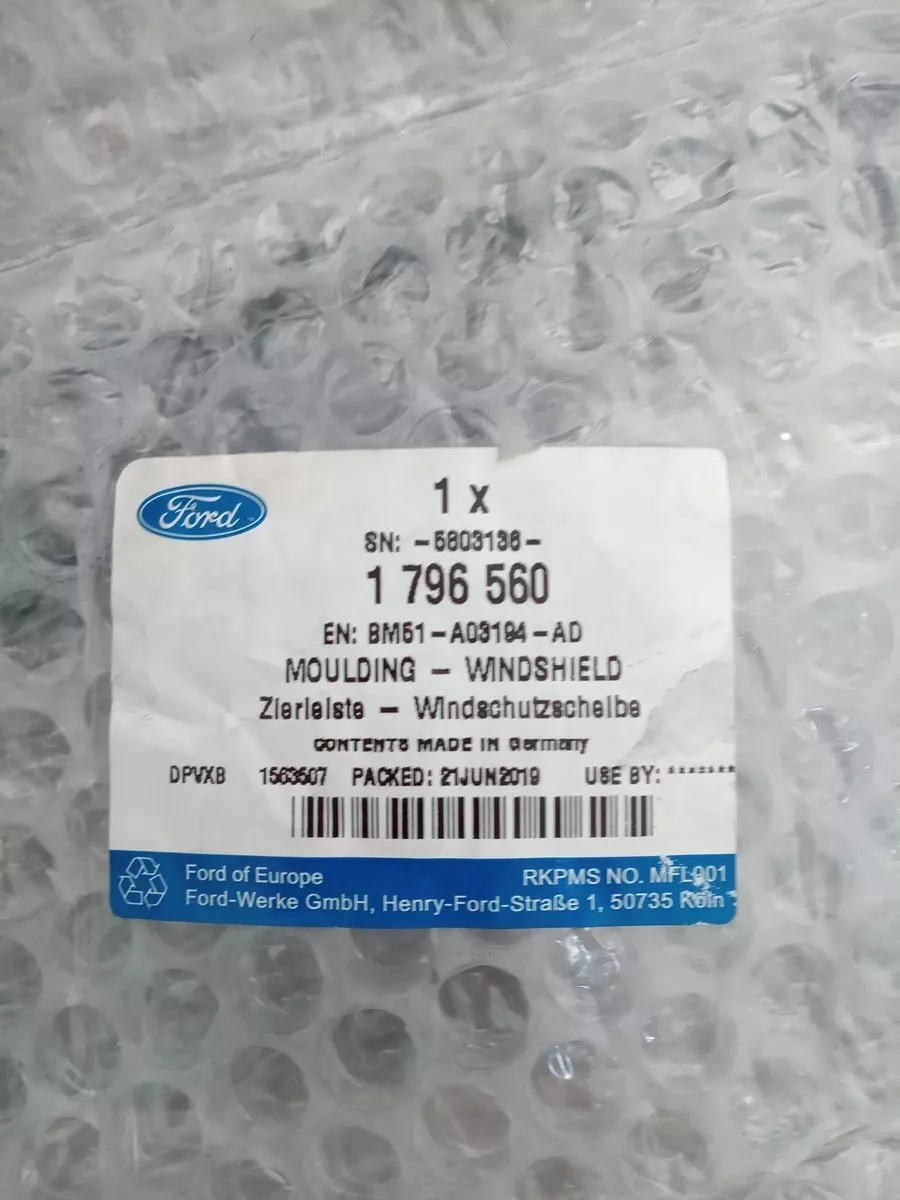 Ford
1 x
SN: -5803136-
1 796 560
EN: BM51-A03194-AD
MOULDING - WINDSHIELD
Zierleiste - Windschutzscheibe
CONTENTS MADE IN Germany
DPVXB 1563507 PACKED: 21JUN2019 USE BY: *******
Ford of Europe RKPMS NO. MFL001
Ford-Werke GmbH, Henry-Ford-Straße 1, 50735 Köln